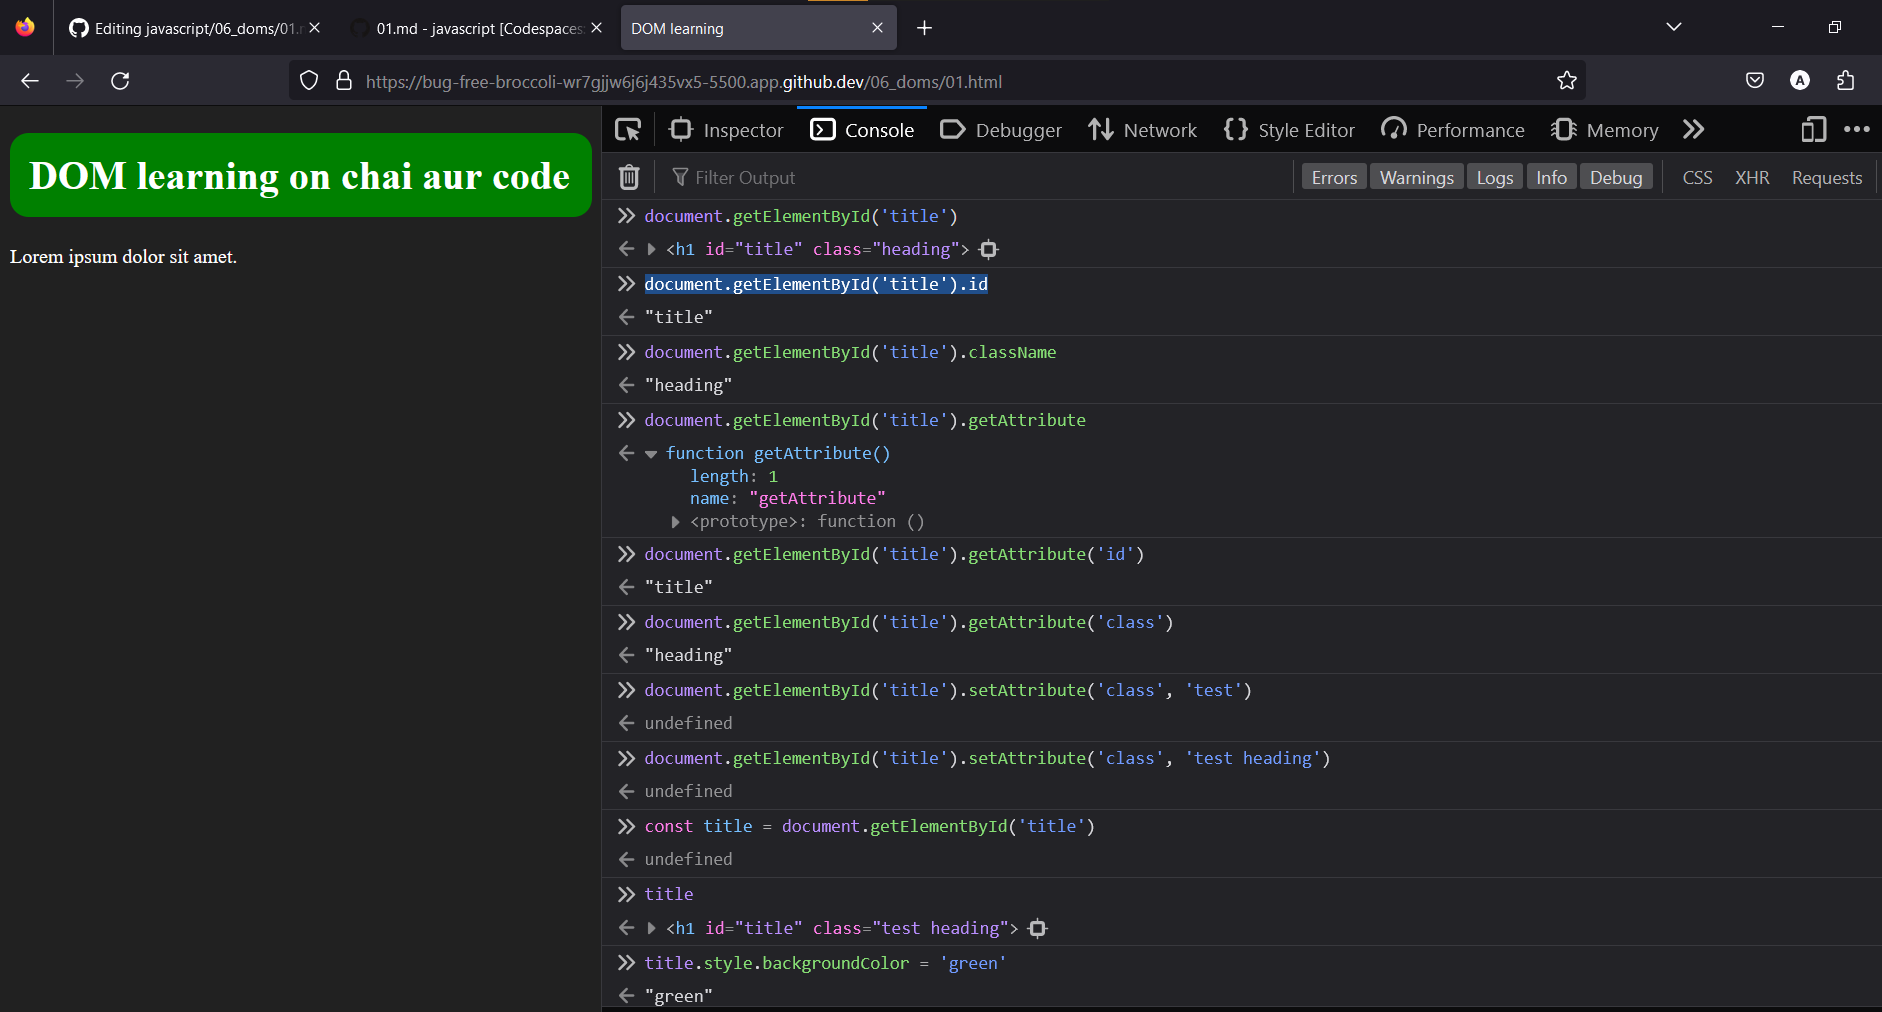 Editing javascript/06_doms/01.r
01.md - javascript [Codespaces:
DOM learning
https://bug-free-broccoli-wr7gjjw6j6j435vx5-5500.app.github.dev/06_doms/01.html
A
DOM learning on chai aur code
Lorem ipsum dolor sit amet.
Inspector Console Debugger Network {} Style Editor Performance Memory
Filter Output Errors Warnings Logs Info Debug CSS XHR Requests
document.getElementById('title')
<h1 id="title" class="heading">
document.getElementById('title').id
"title"
document.getElementById('title').className
"heading"
document.getElementById('title').getAttribute
function getAttribute()
length: 1
name: "getAttribute"
<prototype>: function ()
document.getElementById('title').getAttribute('id')
"title"
document.getElementById('title').getAttribute('class')
"heading"
document.getElementById('title').setAttribute('class', 'test')
undefined
document.getElementById('title').setAttribute('class', 'test heading')
undefined
const title = document.getElementById('title')
undefined
title
<h1 id="title" class="test heading">
title.style.backgroundColor = 'green'
"green"